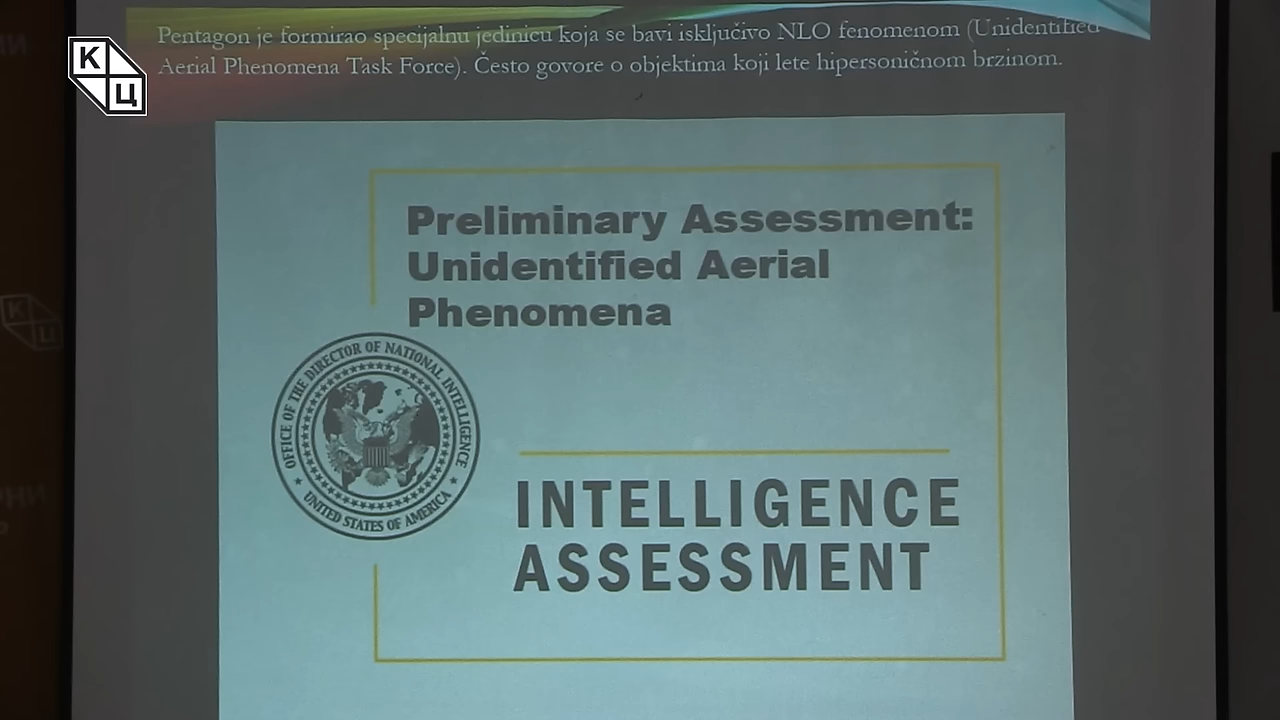 Pentagon je formirao specijalnu jedinicu koja se bavi isključivo NLO fenomenom (Unidentified
Aerial Phenomena Task Force). Često govore o objektima koji lete hipersoničnom brzinom.
К
Ц
Preliminary Assessment:
Unidentified Aerial
Phenomena
OFFICE OF THE DIRECTOR OF NATIONAL INTELLIGENCE
UNITED STATES OF AMERICA
INTELLIGENCE
ASSESSMENT
К
Ц